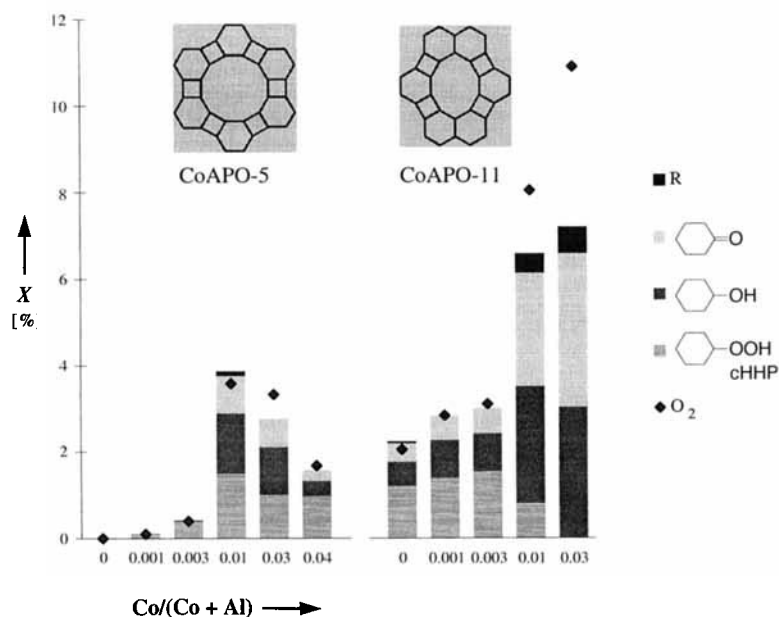 12
10
8
6
4
2
0
X
[%
CoAPO-5
CoAPO-11
R
O
OH
OOH
cHHP
O2
0 0.001 0.003 0.01 0.03 0.04
0 0.001 0.003 0.01 0.03
Co/(Co + Al)